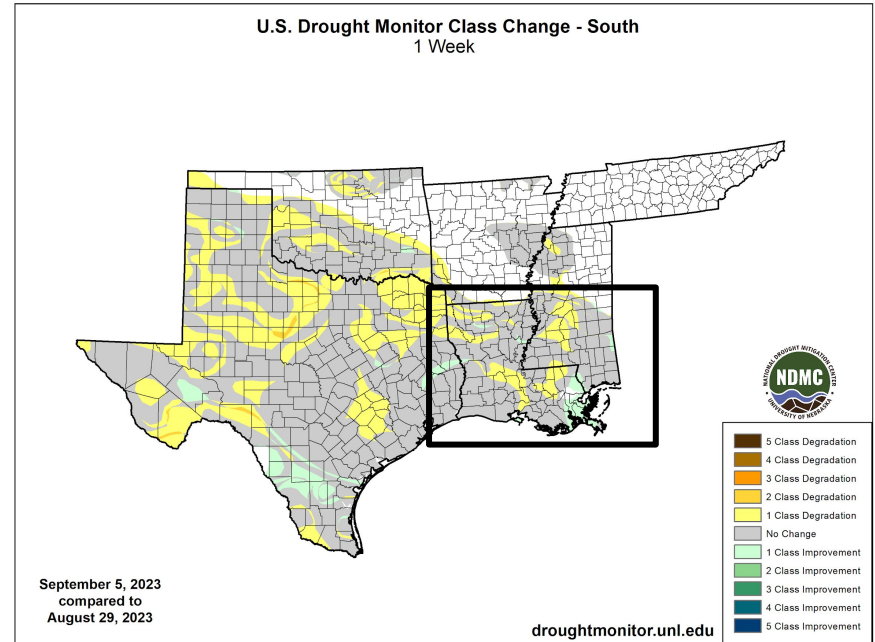 U.S. Drought Monitor Class Change - South
1 Week
NATIONAL DROUGHT MITIGATION CENTER
NDMC
UNIVERSITY OF NEBRASKA
5 Class Degradation
4 Class Degradation
3 Class Degradation
2 Class Degradation
1 Class Degradation
No Change
1 Class Improvement
2 Class Improvement
3 Class Improvement
4 Class Improvement
5 Class Improvement
September 5, 2023
compared to
August 29, 2023
droughtmonitor.unl.edu